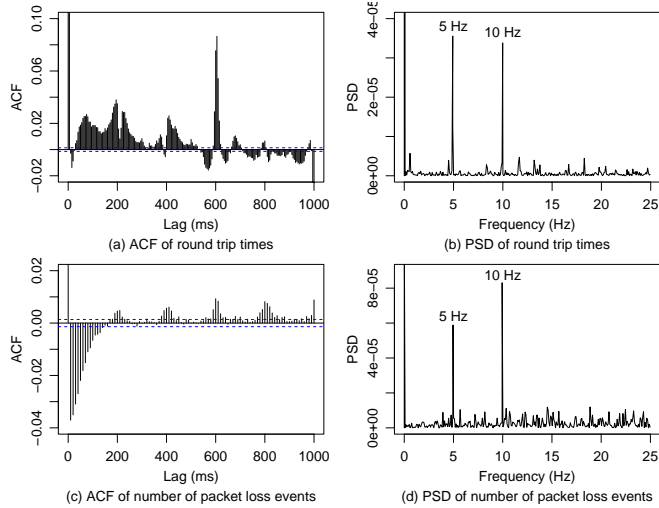 0.10
0.06
0.02
−0.02
ACF
0 200 400 600 800 1000
Lag (ms)
(a) ACF of round trip times
4e−05
2e−05
0e+00
PSD
5 Hz
10 Hz
0 5 10 15 20 25
Frequency (Hz)
(b) PSD of round trip times
0.02
0.00
−0.02
−0.04
ACF
0 200 400 600 800 1000
Lag (ms)
(c) ACF of number of packet loss events
8e−05
4e−05
0e+00
PSD
5 Hz
10 Hz
0 5 10 15 20 25
Frequency (Hz)
(d) PSD of number of packet loss events